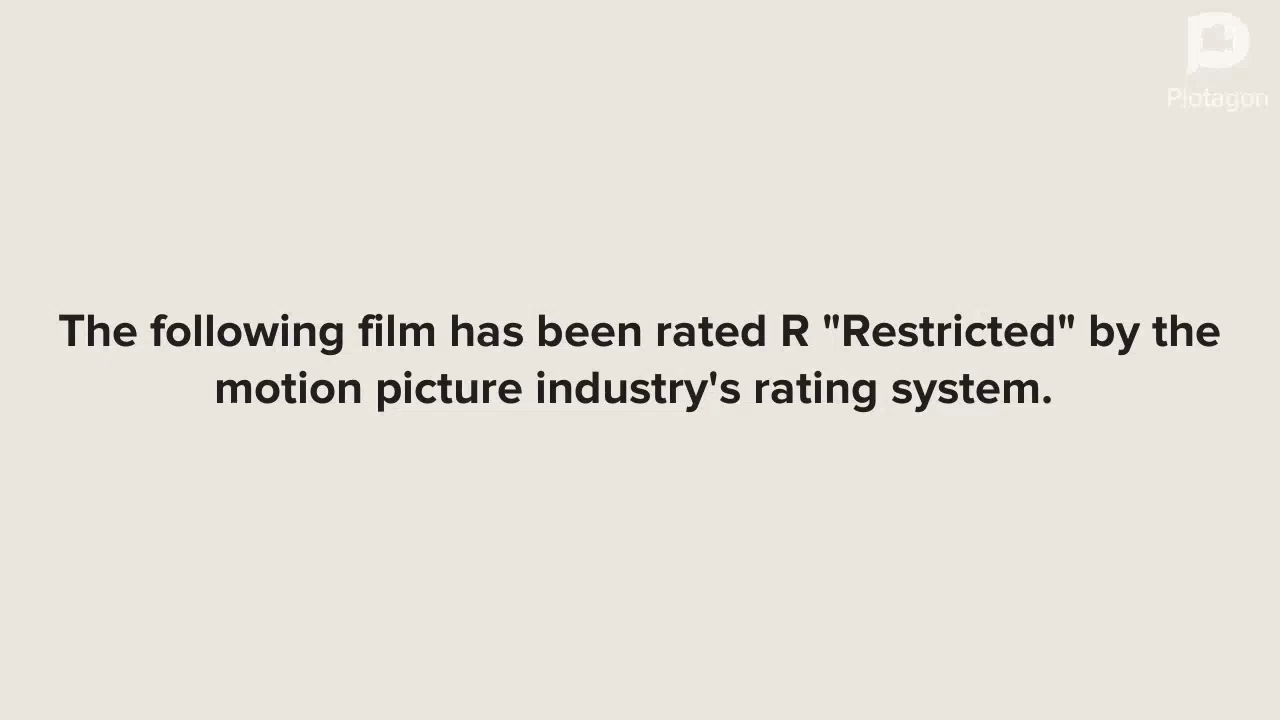 Plotagon
The following film has been rated R "Restricted" by the
motion picture industry's rating system.